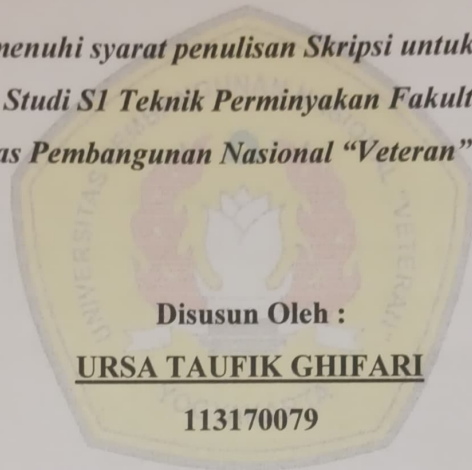 menuhi syarat penulisan Skripsi untuk
Studi S1 Teknik Perminyakan Fakult
as Pembangunan Nasional “Veteran”
Disusun Oleh :
URSA TAUFIK GHIFARI
113170079